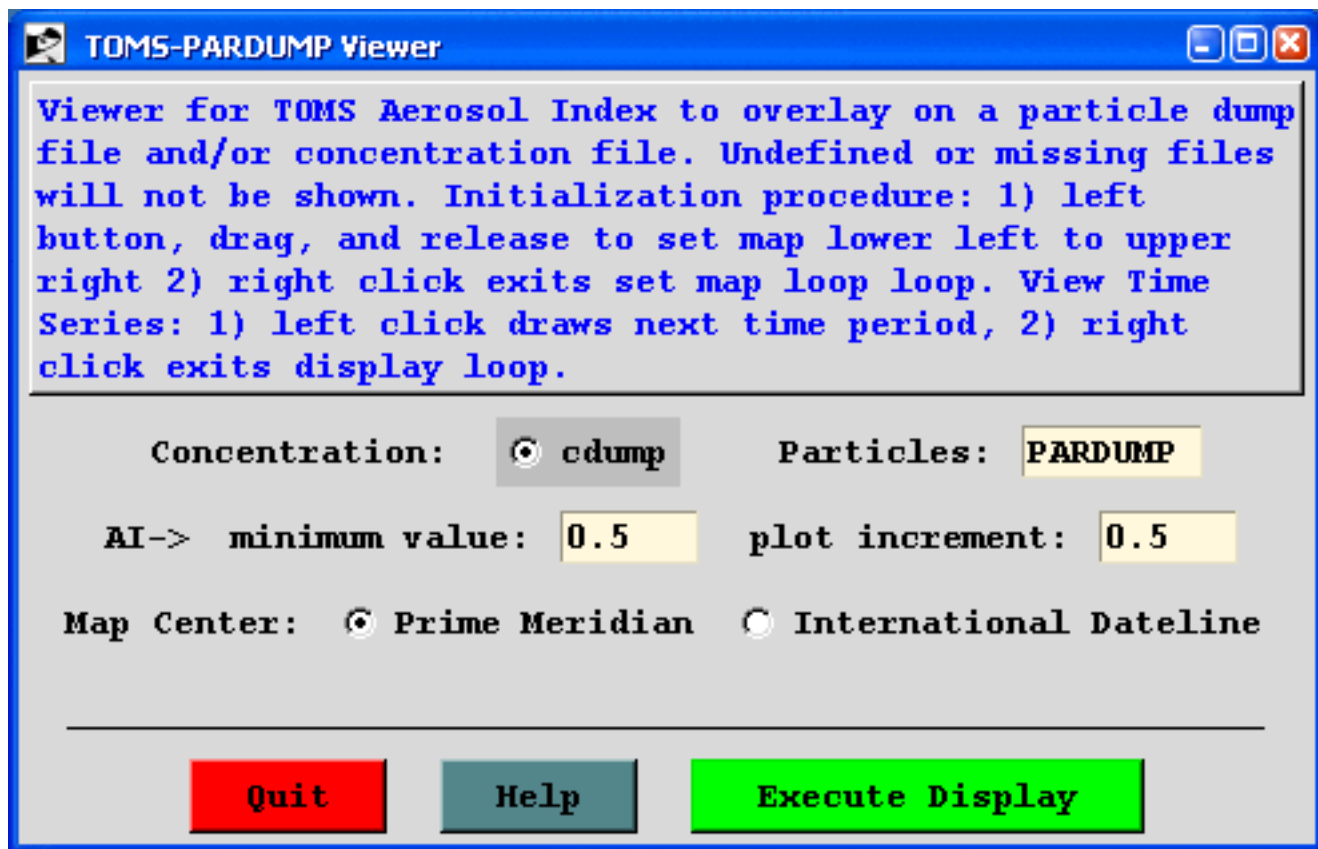 TOMS-PARDUMP Viewer
Viewer for TOMS Aerosol Index to overlay on a particle dump
file and/or concentration file. Undefined or missing files
will not be shown. Initialization procedure: 1) left
button, drag, and release to set map lower left to upper
right 2) right click exits set map loop loop. View Time
Series: 1) left click draws next time period, 2) right
click exits display loop.
Concentration: cdump Particles: PARDUMP
AI-> minimum value: 0.5 plot increment: 0.5
Map Center: Prime Meridian International Dateline
Quit Help Execute Display